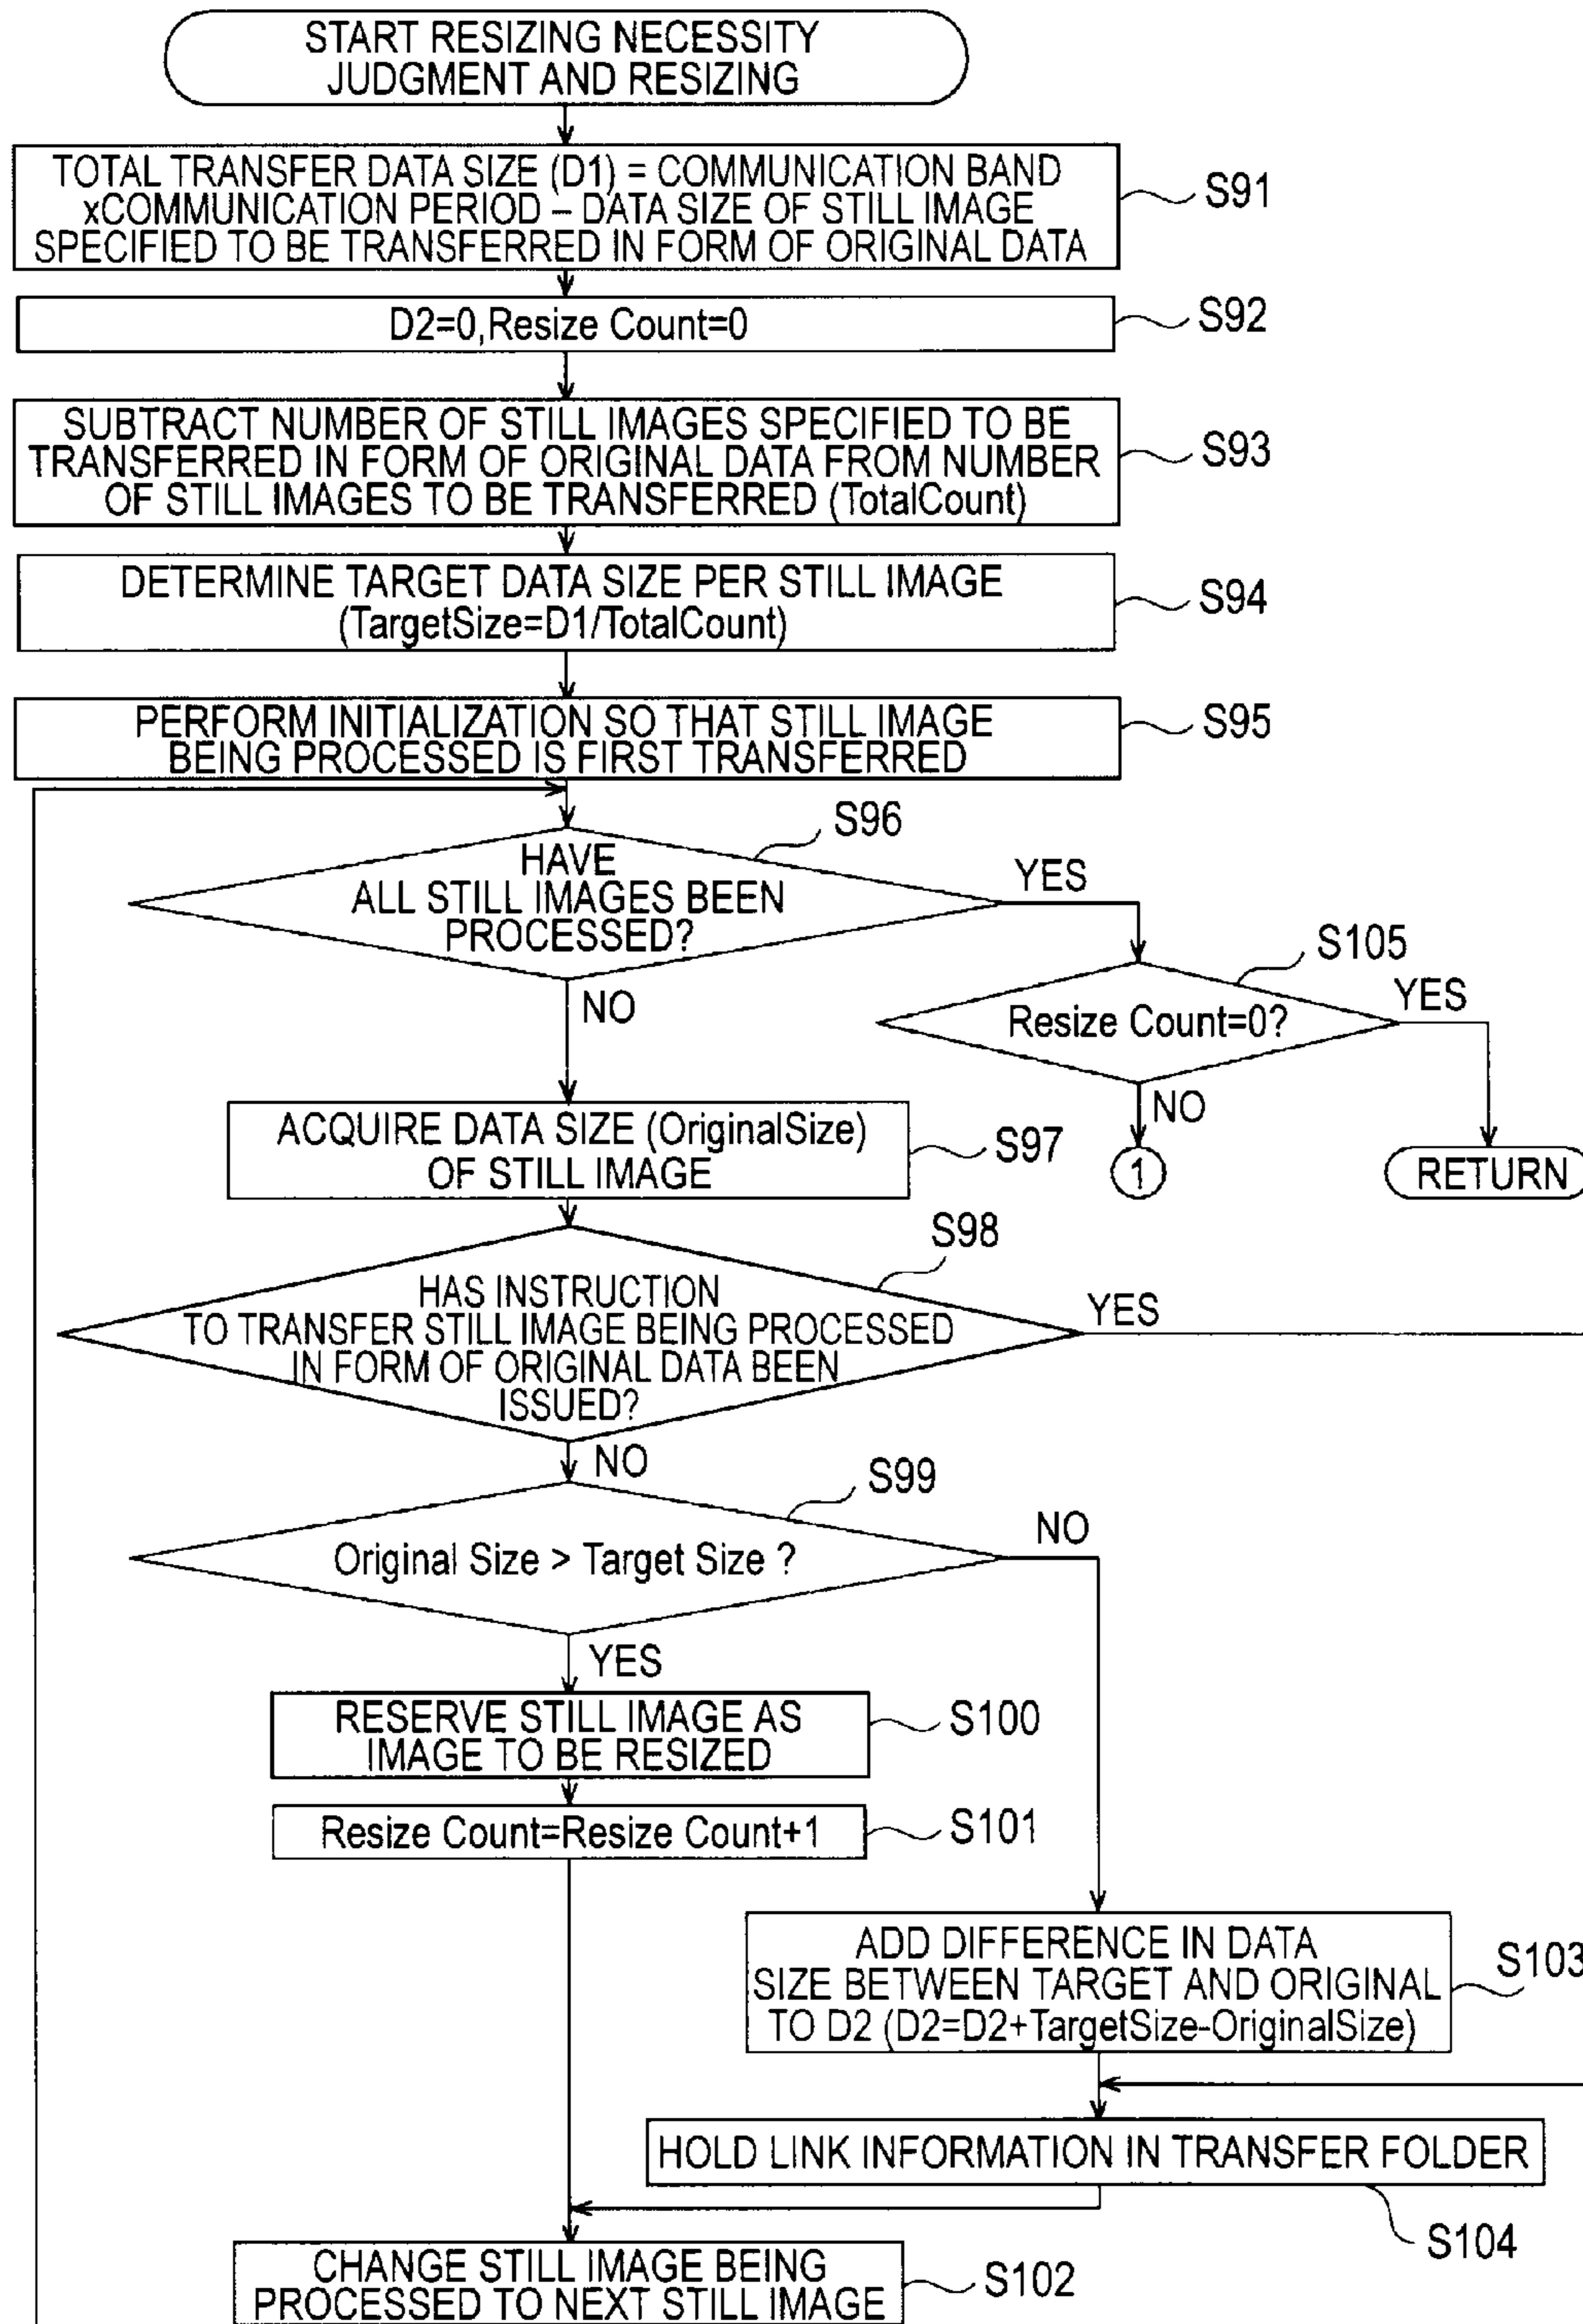 START RESIZING NECESSITY
JUDGMENT AND RESIZING
TOTAL TRANSFER DATA SIZE (D1) = COMMUNICATION BAND
xCOMMUNICATION PERIOD – DATA SIZE OF STILL IMAGE
SPECIFIED TO BE TRANSFERRED IN FORM OF ORIGINAL DATA
S91
D2=0,Resize Count=0
S92
SUBTRACT NUMBER OF STILL IMAGES SPECIFIED TO BE
TRANSFERRED IN FORM OF ORIGINAL DATA FROM NUMBER
OF STILL IMAGES TO BE TRANSFERRED (TotalCount)
S93
DETERMINE TARGET DATA SIZE PER STILL IMAGE
(TargetSize=D1/TotalCount)
S94
PERFORM INITIALIZATION SO THAT STILL IMAGE
BEING PROCESSED IS FIRST TRANSFERRED
S95
S96
HAVE
ALL STILL IMAGES BEEN
PROCESSED?
YES
NO
S105
Resize Count=0?
YES
NO
1
RETURN
ACQUIRE DATA SIZE (OriginalSize)
OF STILL IMAGE
S97
S98
HAS INSTRUCTION
TO TRANSFER STILL IMAGE BEING PROCESSED
IN FORM OF ORIGINAL DATA BEEN
ISSUED?
YES
NO
S99
Original Size > Target Size ?
NO
YES
RESERVE STILL IMAGE AS
IMAGE TO BE RESIZED
S100
Resize Count=Resize Count+1
S101
ADD DIFFERENCE IN DATA
SIZE BETWEEN TARGET AND ORIGINAL
TO D2 (D2=D2+TargetSize-OriginalSize)
S103
HOLD LINK INFORMATION IN TRANSFER FOLDER
S104
CHANGE STILL IMAGE BEING
PROCESSED TO NEXT STILL IMAGE
S102